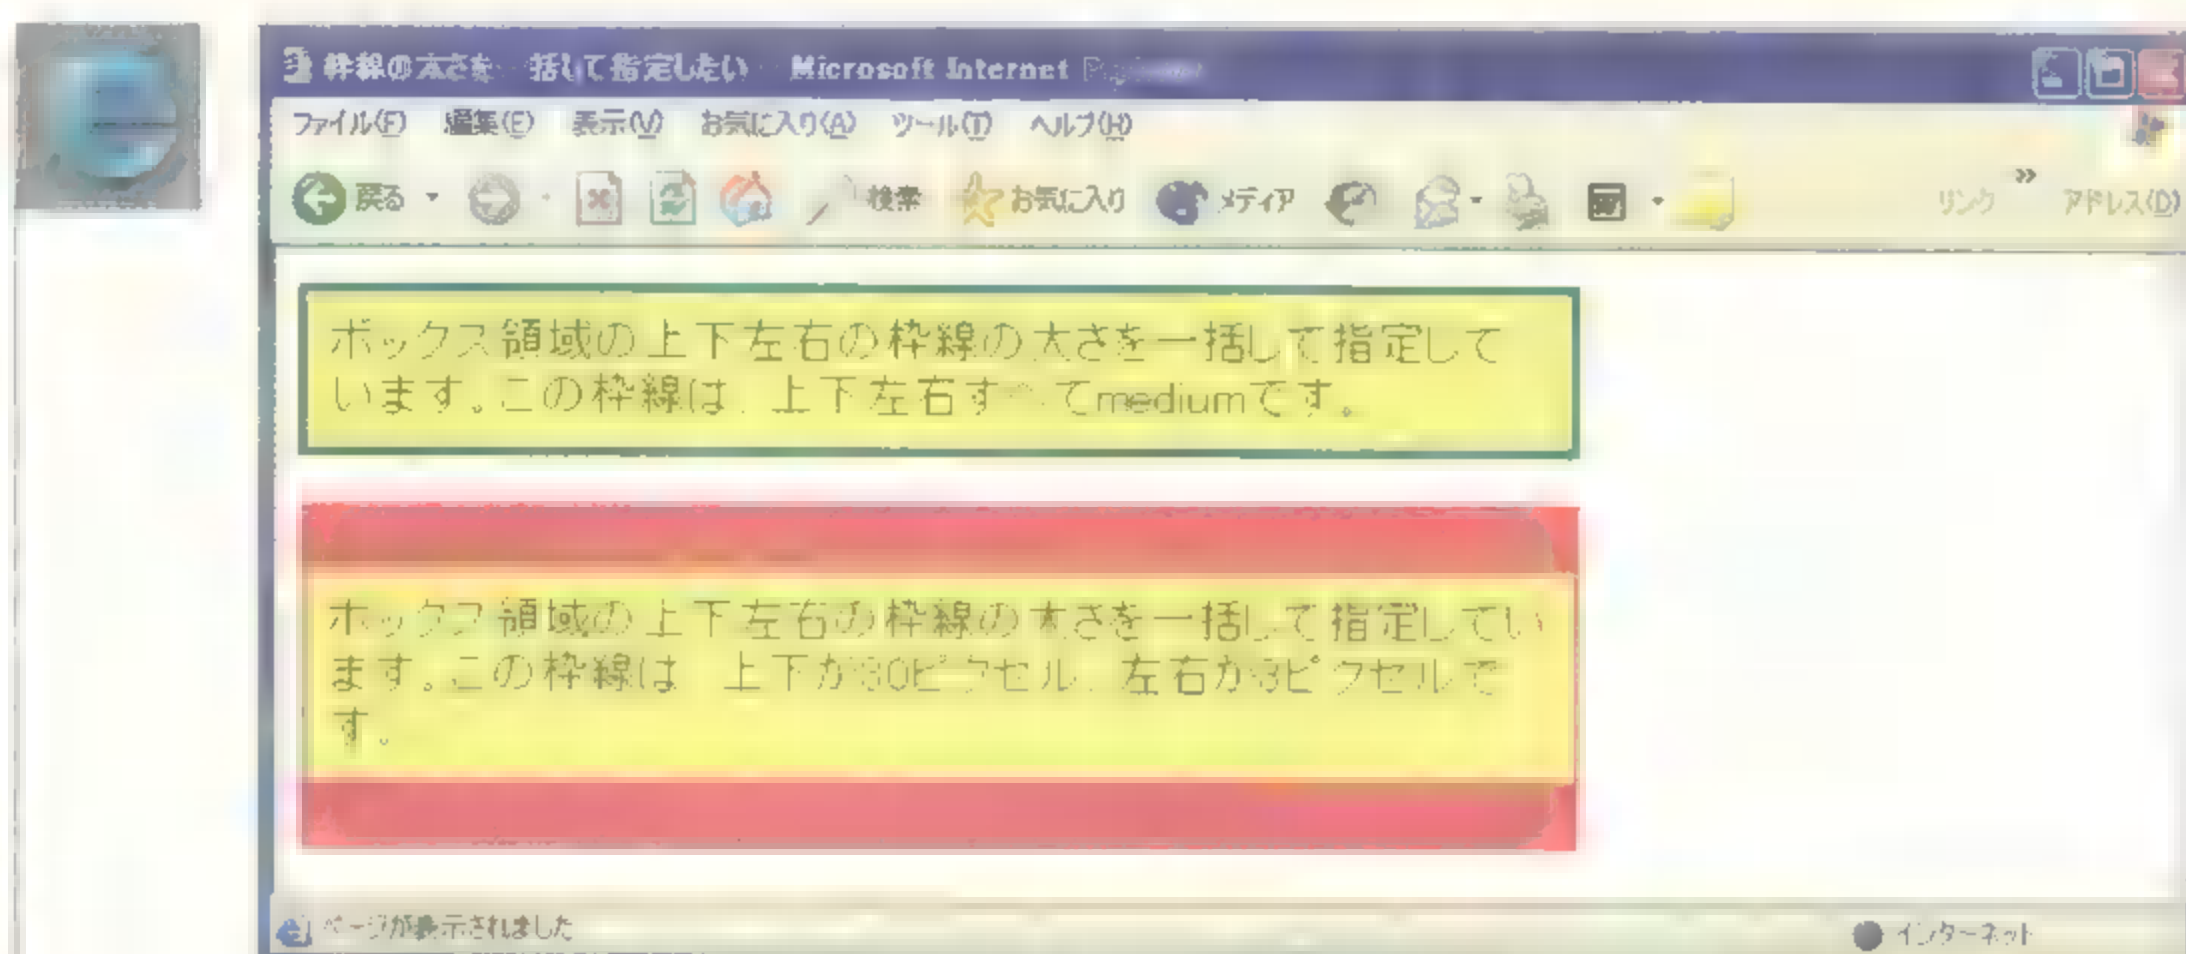 枠線の太さを一括して指定したい - Microsoft Internet
ファイル(F) 編集(E) 表示(V) お気に入り(A) ツール(T) ヘルプ(H)
戻る 検索 お気に入り メディア リンク » アドレス(D)
ボックス領域の上下左右の枠線の太さを一括して指定して
います。この枠線は、上下左右すべてmediumです。
ボックス領域の上下左右の枠線の太さを一括して指定してい
ます。この枠線は、上下が30ピクセル、左右が3ピクセルで
す。
ページが表示されました
インターネット